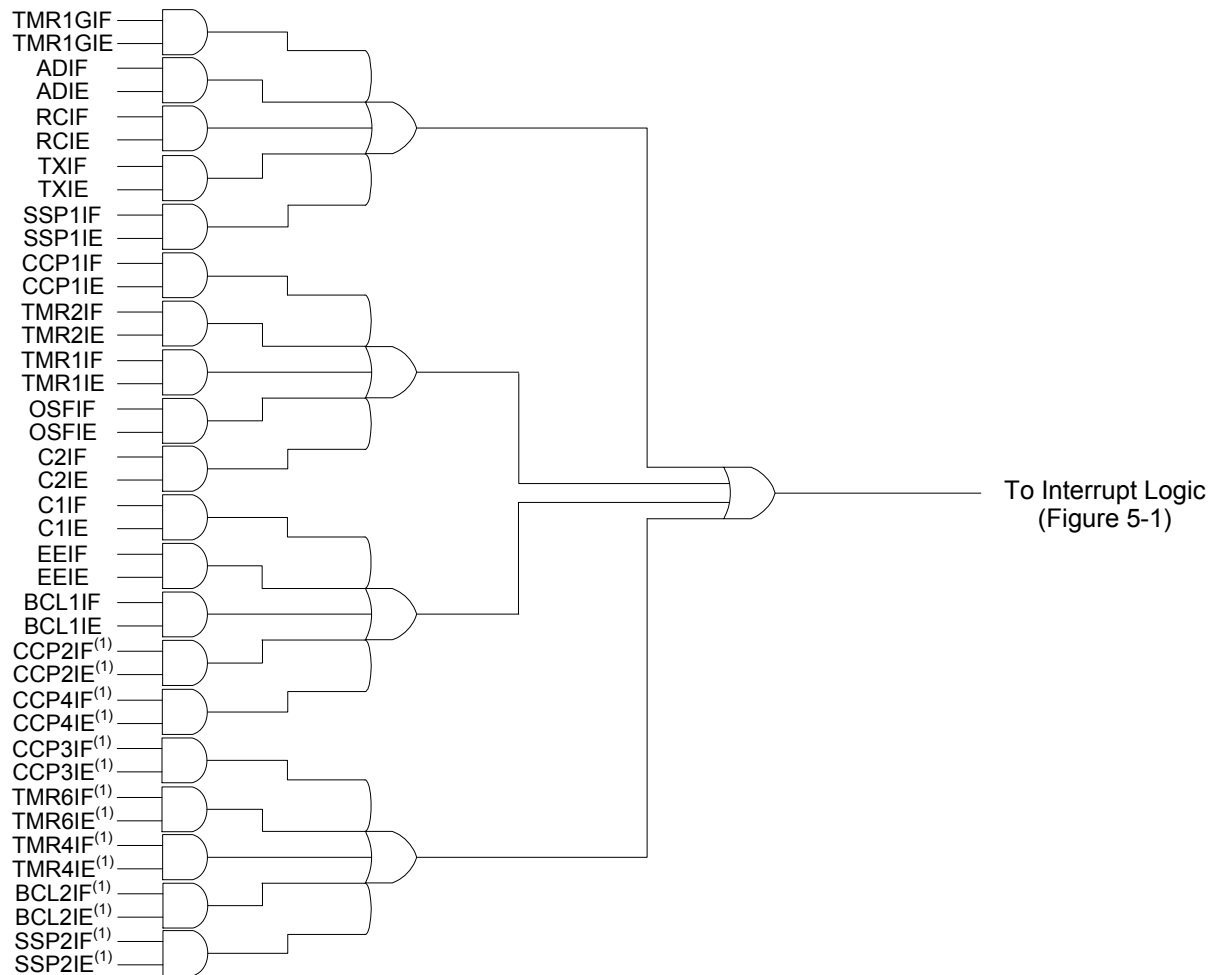 TMR1GIF
TMR1GIE
ADIF
ADIE
RCIF
RCIE
TXIF
TXIE
SSP1IF
SSP1IE
CCP1IF
CCP1IE
TMR2IF
TMR2IE
TMR1IF
TMR1IE
OSFIF
OSFIE
C2IF
C2IE
C1IF
C1IE
EEIF
EEIE
BCL1IF
BCL1IE
CCP2IF(1)
CCP2IE(1)
CCP4IF(1)
CCP4IE(1)
CCP3IF(1)
CCP3IE(1)
TMR6IF(1)
TMR6IE(1)
TMR4IF(1)
TMR4IE(1)
BCL2IF(1)
BCL2IE(1)
SSP2IF(1)
SSP2IE(1)
To Interrupt Logic
(Figure 5-1)